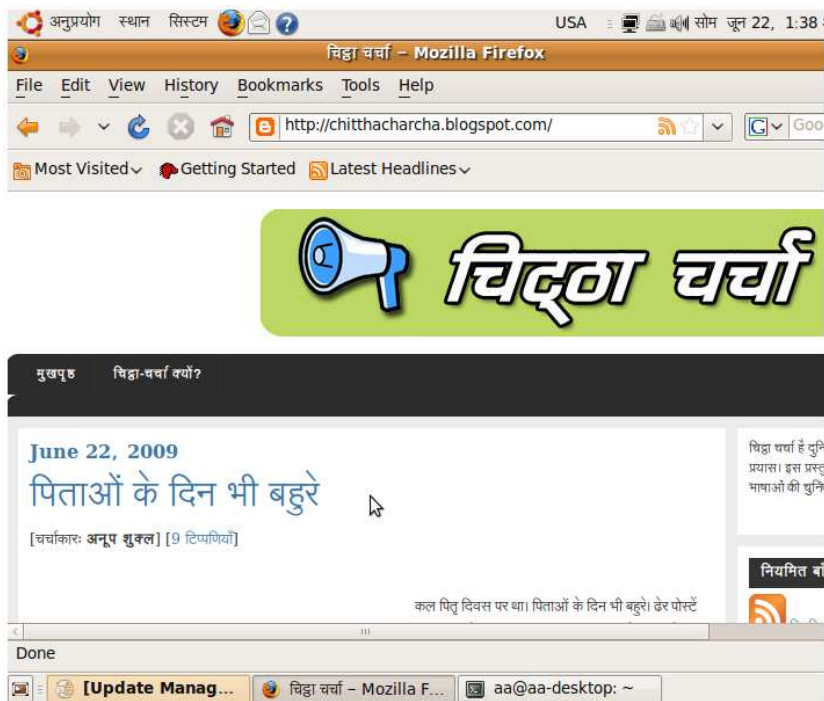 अनुप्रयोग स्थान सिस्टम USA सोम जून 22, 1:38
चिठ्ठा चर्चा – Mozilla Firefox
File Edit View History Bookmarks Tools Help
http://chitthacharcha.blogspot.com/ G Goo
Most Visited Getting Started Latest Headlines
चिट्ठा चर्चा
मुखपृष्ठ चिठ्ठा-चर्चा क्यों?
June 22, 2009
पिताओं के दिन भी बहुरे
[चर्चाकारः अनूप शुक्ल] [9 टिप्पणियाँ]
कल पितृ दिवस पर था। पिताओं के दिन भी बहुरे। ढेर पोस्टें
चिठ्ठा चर्चा है
प्रयास। इस
भाषाओं की
नियमित
Done
[Update Manag... चिठ्ठा चर्चा – Mozilla F... aa@aa-desktop: ~